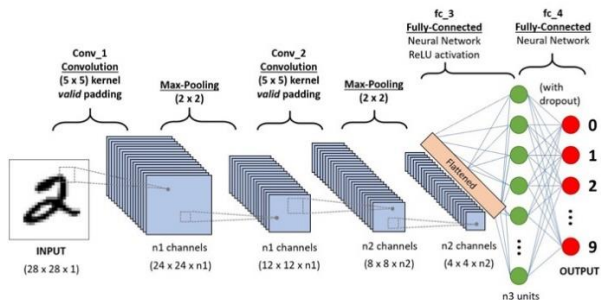 fc_3
Fully-Connected
Neural Network
ReLU activation
fc_4
Fully-Connected
Neural Network
Conv_1
Convolution
(5 x 5) kernel
valid padding
Max-Pooling
(2 x 2)
Conv_2
Convolution
(5 x 5) kernel
valid padding
Max-Pooling
(2 x 2)
(with
dropout)
Flattened
0
1
2
9
2
INPUT
(28 x 28 x 1)
n1 channels
(24 x 24 x n1)
n1 channels
(12 x 12 x n1)
n2 channels
(8 x 8 x n2)
n2 channels
(4 x 4 x n2)
OUTPUT
n3 units